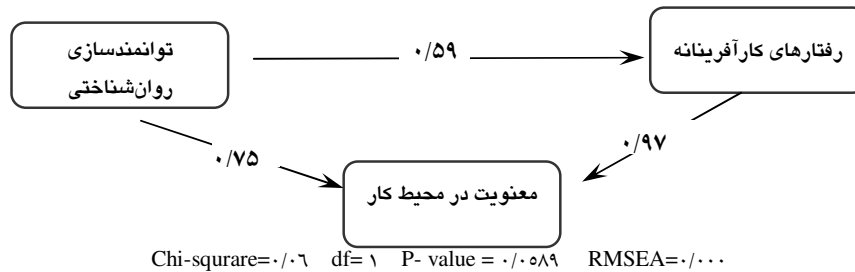 توانمندسازی
روان‌شناختی
۰/۵۹
رفتارهای کارآفرینانه
۰/۷۵
۰/۹۷
معنویت در محیط کار
Chi-squrare=۰/۰٦ df= ۱ P- value = ۰/۰۵۸۹ RMSEA=۰/۰۰۰